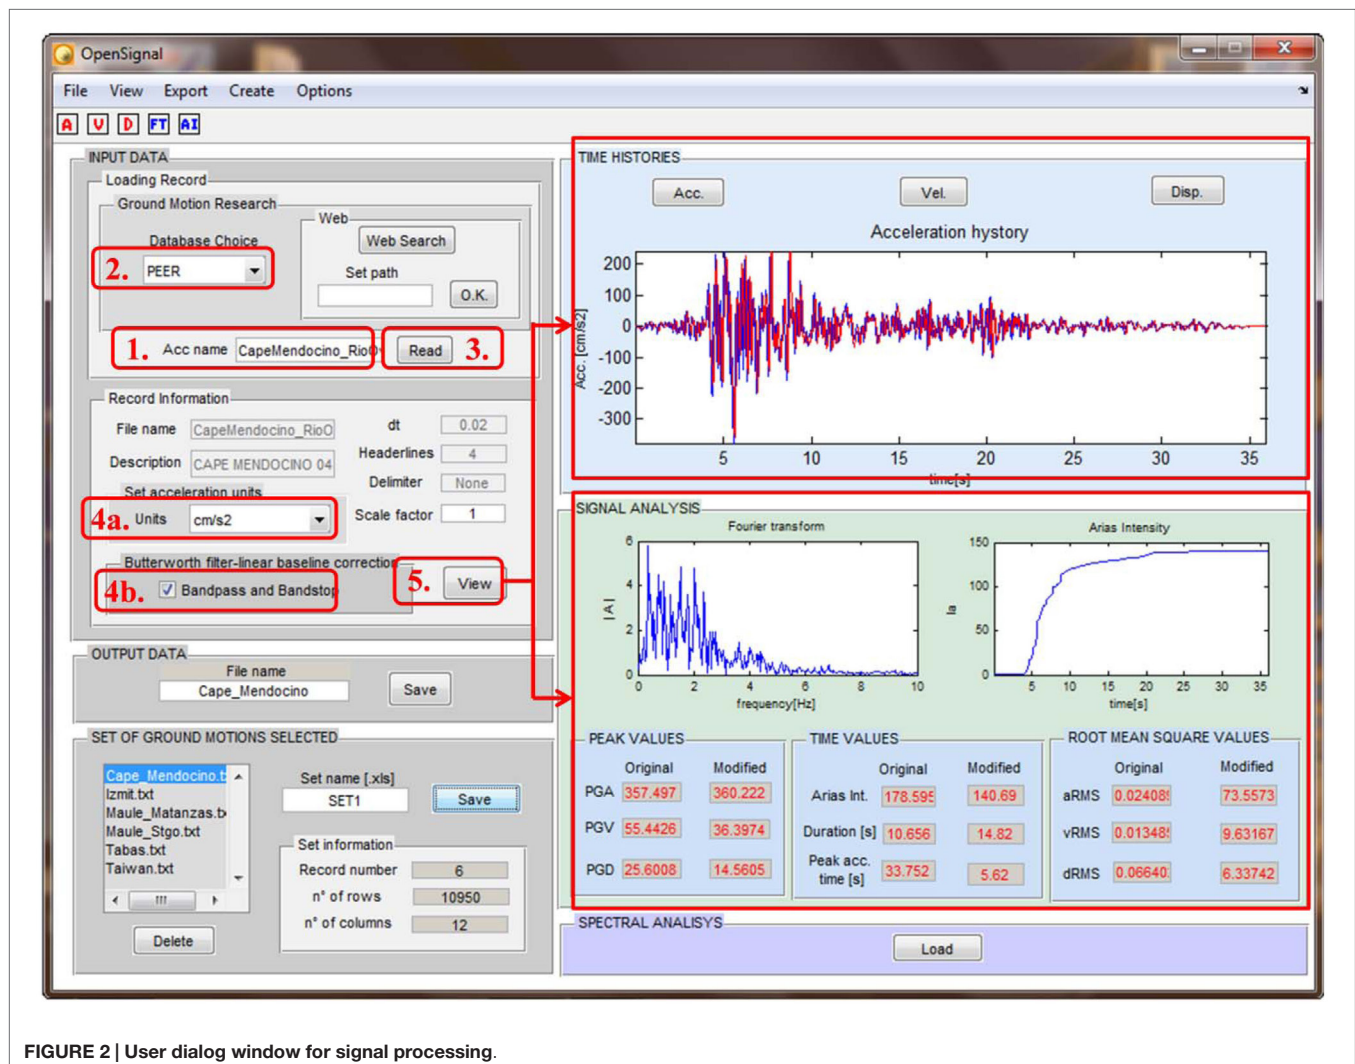 OpenSignal
File View Export Create Options
A V D FT AI
INPUT DATA
Loading Record
Ground Motion Research
Database Choice
2. PEER
Web
Web Search
Set path
O.K.
1. Acc name CapeMendocino_RioO
Read 3.
Record Information
File name CapeMendocino_RioO
Description CAPE MENDOCINO 04
dt 0.02
Headerlines 4
Delimiter None
Scale factor 1
Set acceleration units
4a. Units cm/s2
Butterworth filter-linear baseline correction
4b. Bandpass and Bandstop
5. View
OUTPUT DATA
File name
Cape_Mendocino
Save
SET OF GROUND MOTIONS SELECTED
Cape_Mendocino.t
Izmit.txt
Maule_Matanzas.tx
Maule_Stgo.txt
Tabas.txt
Taiwan.txt
Delete
Set name [.xls]
SET1
Save
Set information
Record number 6
n° of rows 10950
n° of columns 12
TIME HISTORIES
Acc. Vel. Disp.
Acceleration hystory
Acc. [cm/s2]
200
100
0
-100
-200
-300
5 10 15 20 25 30 35
time[s]
SIGNAL ANALYSIS
Fourier transform
|A|
6
4
2
0
0 2 4 6 8 10
frequency[Hz]
Arias Intensity
Ia
150
100
50
0
5 10 15 20 25 30 35
time[s]
PEAK VALUES
Original Modified
PGA 357.497 360.222
PGV 55.4426 36.3974
PGD 25.6008 14.5605
TIME VALUES
Original Modified
Arias Int. 178.595 140.69
Duration [s] 10.656 14.82
Peak acc.
time [s] 33.752 5.62
ROOT MEAN SQUARE VALUES
Original Modified
aRMS 0.02408 73.5573
vRMS 0.01348 9.63167
dRMS 0.06640 6.33742
SPECTRAL ANALISYS
Load
FIGURE 2 | User dialog window for signal processing.